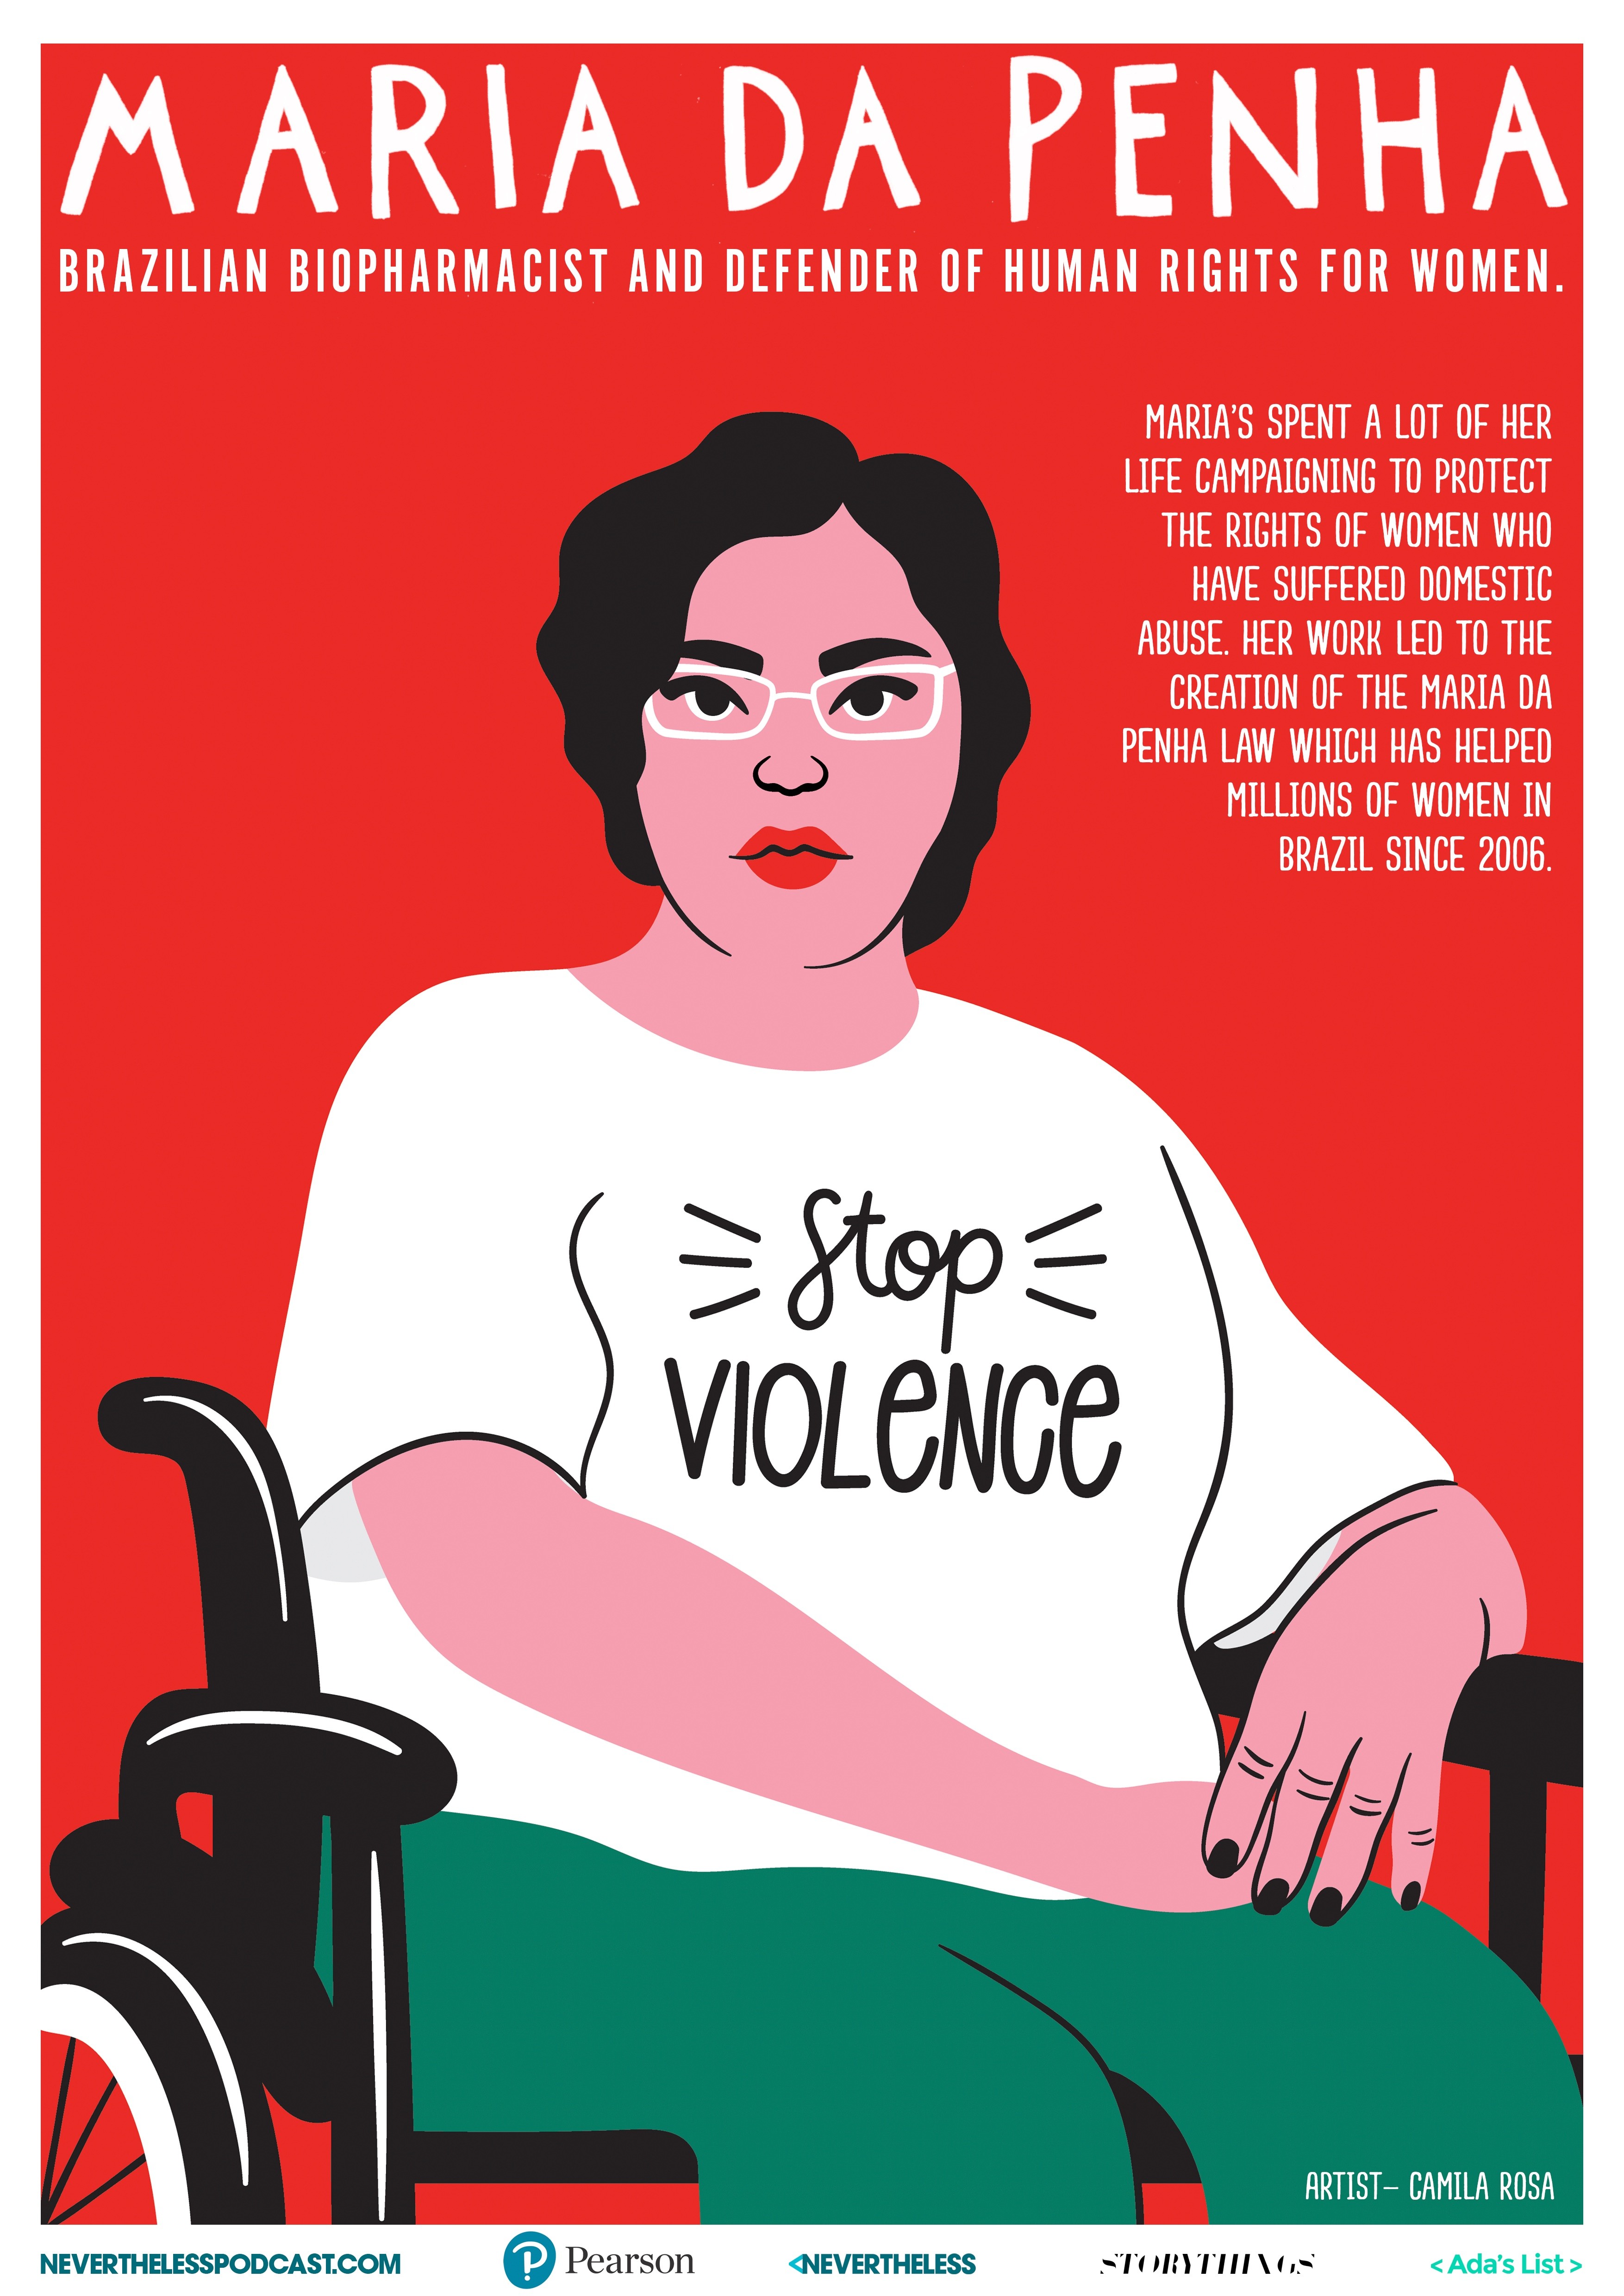 MARIA DA PENHA
BRAZILIAN BIOPHARMACIST AND DEFENDER OF HUMAN RIGHTS FOR WOMEN.
MARIA'S SPENT A LOT OF HER
LIFE CAMPAIGNING TO PROTECT
THE RIGHTS OF WOMEN WHO
HAVE SUFFERED DOMESTIC
ABUSE. HER WORK LED TO THE
CREATION OF THE MARIA DA
PENHA LAW WHICH HAS HELPED
MILLIONS OF WOMEN IN
BRAZIL SINCE 2006.
Stop
VIOLeNCe
ARTIST– CAMILA ROSA
NEVERTHELESSPODCAST.COM
P Pearson
<NEVERTHELESS
STORYTHINGS
<Ada's List>